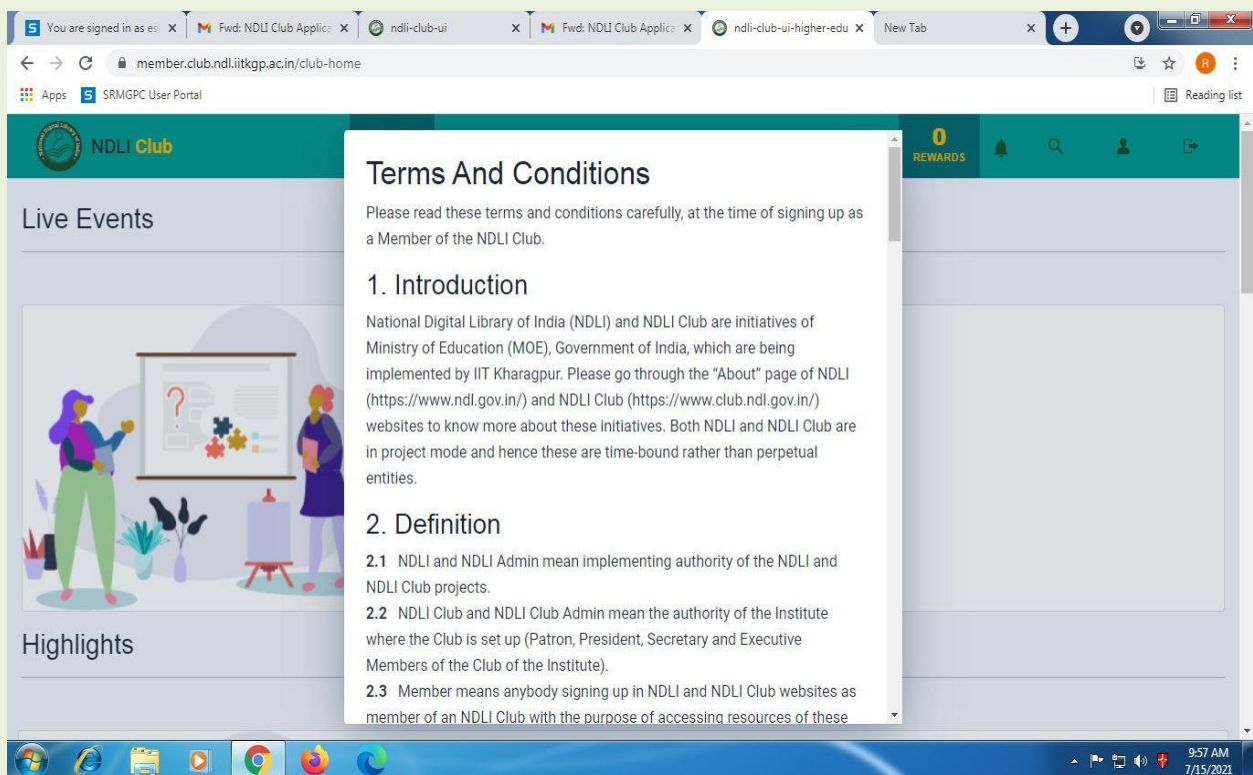 You are signed in as es
Fwd: NDLI Club Applica
ndli-club-ui
Fwd: NDLI Club Applica
ndli-club-ui-higher-edu
New Tab
member.club.ndl.iitkgp.ac.in/club-home
Apps
SRMGPC User Portal
Reading list
NDLI Club
0
REWARDS
Live Events
Highlights
Terms And Conditions
Please read these terms and conditions carefully, at the time of signing up as
a Member of the NDLI Club.
1. Introduction
National Digital Library of India (NDLI) and NDLI Club are initiatives of
Ministry of Education (MOE), Government of India, which are being
implemented by IIT Kharagpur. Please go through the “About” page of NDLI
(https://www.ndl.gov.in/) and NDLI Club (https://www.club.ndl.gov.in/)
websites to know more about these initiatives. Both NDLI and NDLI Club are
in project mode and hence these are time-bound rather than perpetual
entities.
2. Definition
2.1 NDLI and NDLI Admin mean implementing authority of the NDLI and
NDLI Club projects.
2.2 NDLI Club and NDLI Club Admin mean the authority of the Institute
where the Club is set up (Patron, President, Secretary and Executive
Members of the Club of the Institute).
2.3 Member means anybody signing up in NDLI and NDLI Club websites as
member of an NDLI Club with the purpose of accessing resources of these
9:57 AM
7/15/2021